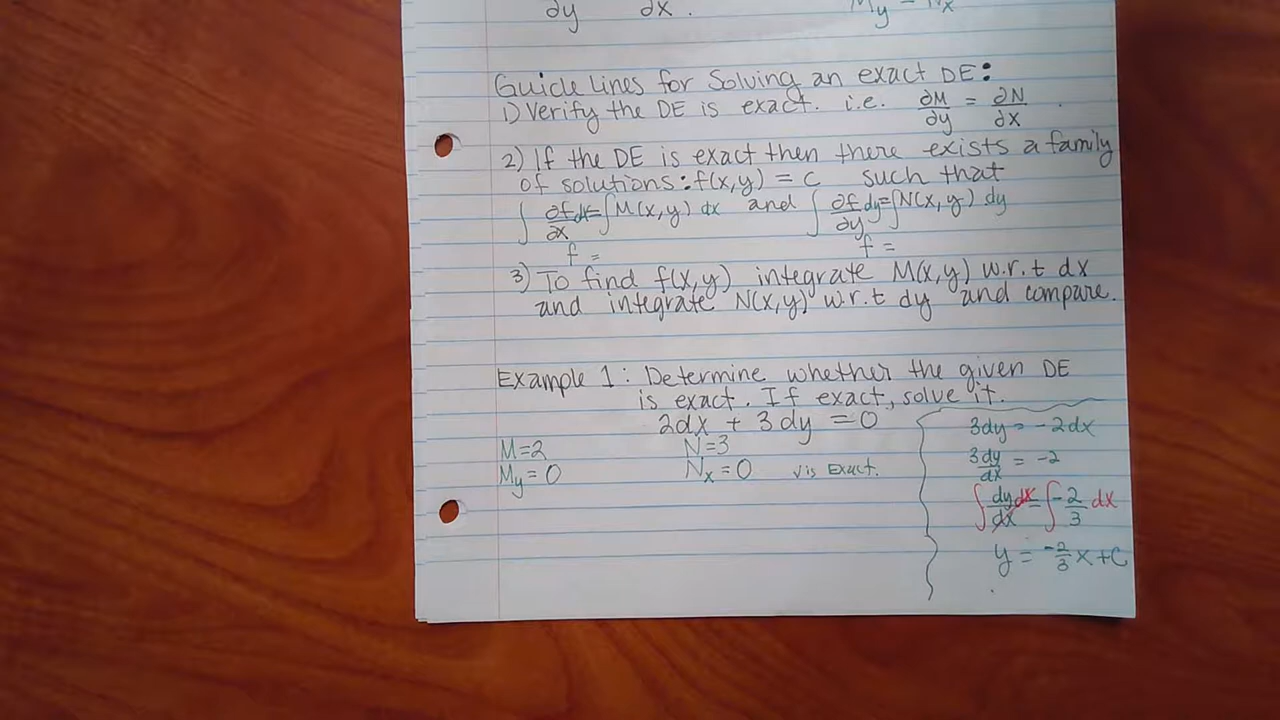 ∂y ∂x. My = Nx
Guidelines for Solving an exact DE:
1) Verify the DE is exact. i.e. ∂M/∂y = ∂N/∂x.
2) If the DE is exact then there exists a family
of solutions: f(x,y) = c such that
∫ ∂f/∂x dx = ∫ M(x,y) dx and ∫ ∂f/∂y dy = ∫ N(x,y) dy
f = f =
3) To find f(x,y) integrate M(x,y) w.r.t dx
and integrate N(x,y) w.r.t dy and compare.
Example 1: Determine whether the given DE
is exact. If exact, solve it.
2dx + 3dy = 0
M=2 N=3
My = 0 Nx = 0 √ is Exact.
3dy = -2dx
3dy/dx = -2
∫ dy/dx dx = ∫ -2/3 dx
y = -2/3 x + C